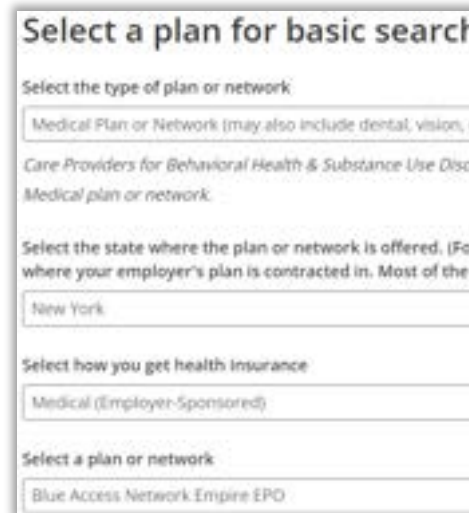 Select a plan for basic search
Select the type of plan or network
Medical Plan or Network (may also include dental, vision,
Care Providers for Behavioral Health & Substance Use Diso
Medical plan or network.
Select the state where the plan or network is offered. (Fo
where your employer's plan is contracted in. Most of the
New York
Select how you get health insurance
Medical (Employer-Sponsored)
Select a plan or network
Blue Access Network Empire EPO